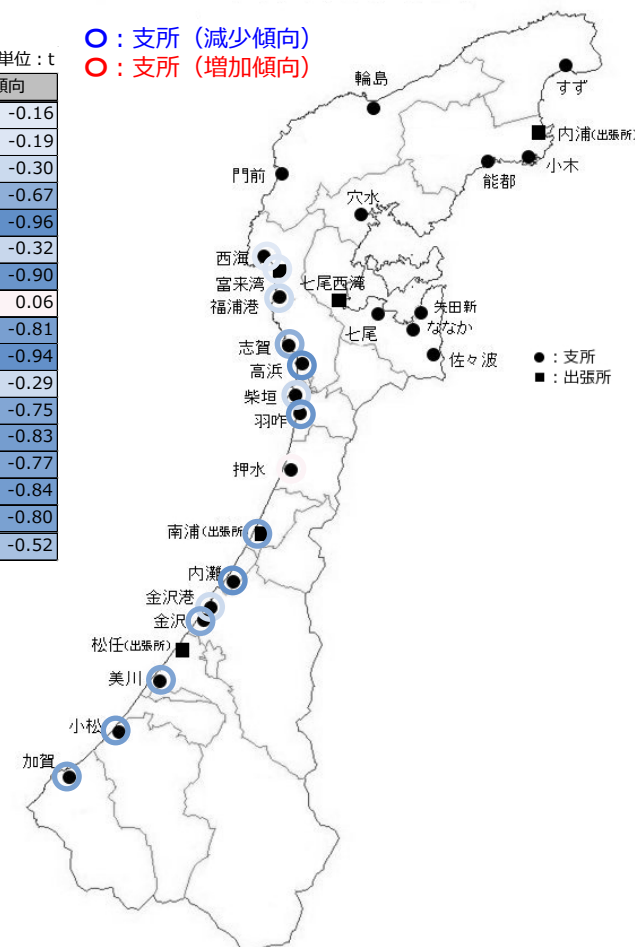 O：支所（減少傾向）
O：支所（増加傾向）
単位：t
傾向
-0.16
-0.19
-0.30
-0.67
-0.96
-0.32
-0.90
0.06
-0.81
-0.94
-0.29
-0.75
-0.83
-0.77
-0.84
-0.80
-0.52
輪島
すず
内浦(出張所)
小木
能都
門前
穴水
西海
富来湾
七尾西湾
福浦港
矢田新
七尾
ななか
佐々波
志賀
高浜
●：支所
■：出張所
柴垣
羽咋
押水
南浦(出張所)
内灘
金沢港
金沢
松任(出張所)
美川
小松
加賀